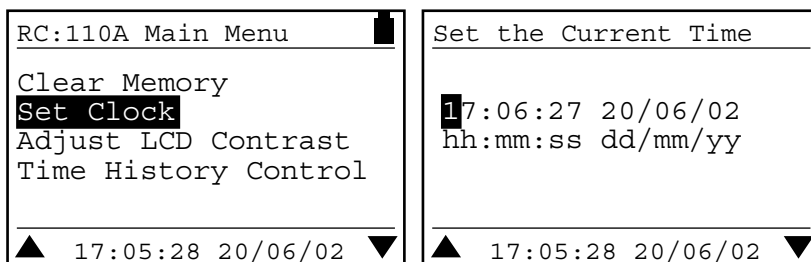 RC:110A Main Menu
Clear Memory
Set Clock
Adjust LCD Contrast
Time History Control
17:05:28 20/06/02
Set the Current Time
17:06:27 20/06/02
hh:mm:ss dd/mm/yy
17:05:28 20/06/02